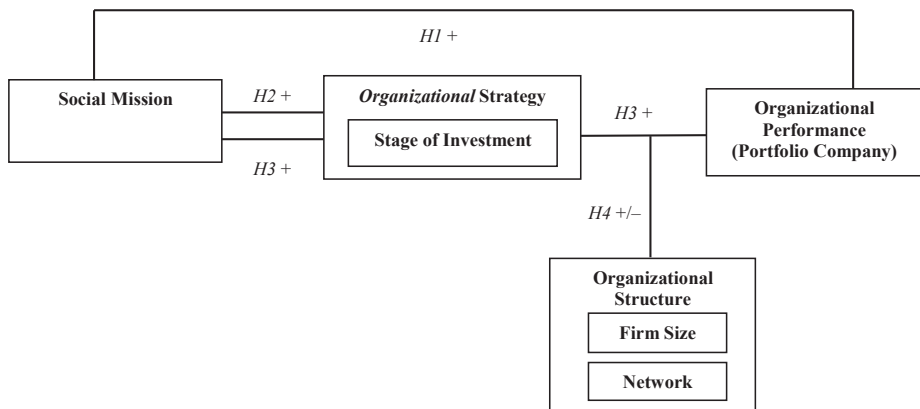 H1 +
Social Mission
H2 +
H3 +
Organizational Strategy
Stage of Investment
H3 +
Organizational
Performance
(Portfolio Company)
H4 +/–
Organizational
Structure
Firm Size
Network